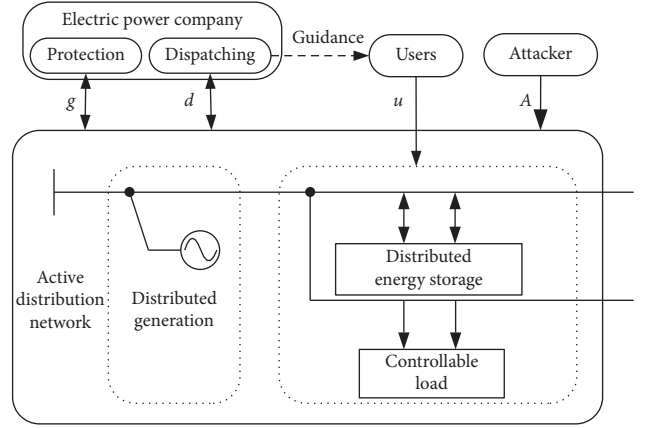 Electric power company
Protection
Dispatching
Guidance
Users
Attacker
g
d
u
A
Active
distribution
network
Distributed
generation
Distributed
energy storage
Controllable
load